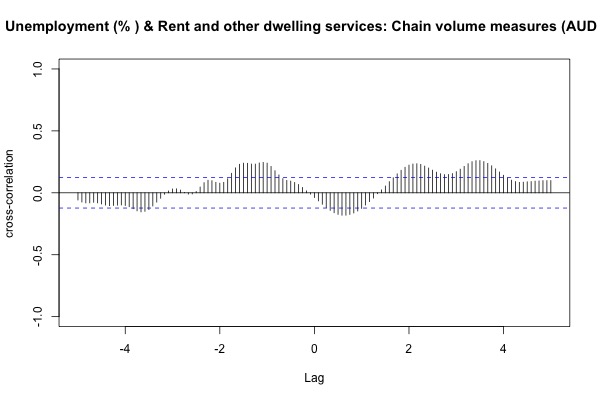 Unemployment (% ) & Rent and other dwelling services: Chain volume measures (AUD
1.0
0.5
0.0
-0.5
-1.0
cross-correlation
-4 -2 0 2 4
Lag